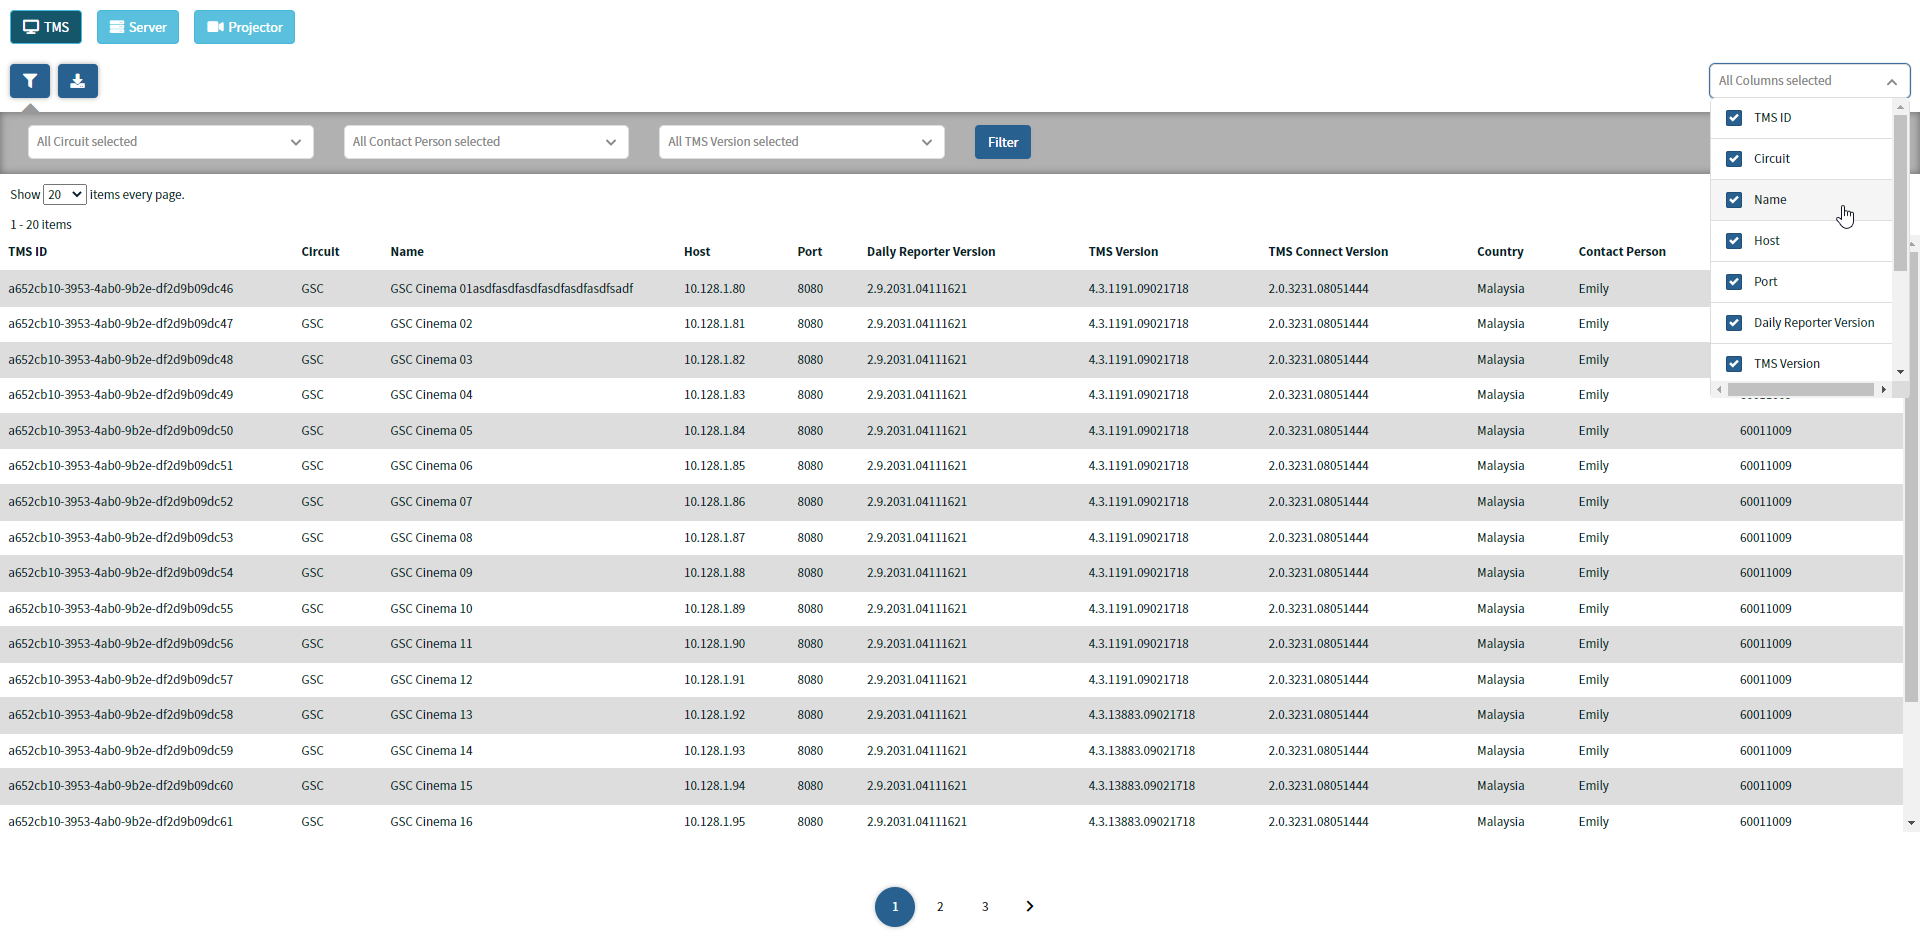 TMS Server Projector
All Columns selected
TMS ID
Circuit
Name
Host
Port
Daily Reporter Version
TMS Version
All Circuit selected All Contact Person selected All TMS Version selected Filter
Show 20 items every page.
1 - 20 items
TMS ID Circuit Name Host Port Daily Reporter Version TMS Version TMS Connect Version Country Contact Person
a652cb10-3953-4ab0-9b2e-df2d9b09dc46 GSC GSC Cinema 01asdfasdfasdfasdfasdfasdfsadf 10.128.1.80 8080 2.9.2031.04111621 4.3.1191.09021718 2.0.3231.08051444 Malaysia Emily
a652cb10-3953-4ab0-9b2e-df2d9b09dc47 GSC GSC Cinema 02 10.128.1.81 8080 2.9.2031.04111621 4.3.1191.09021718 2.0.3231.08051444 Malaysia Emily
a652cb10-3953-4ab0-9b2e-df2d9b09dc48 GSC GSC Cinema 03 10.128.1.82 8080 2.9.2031.04111621 4.3.1191.09021718 2.0.3231.08051444 Malaysia Emily
a652cb10-3953-4ab0-9b2e-df2d9b09dc49 GSC GSC Cinema 04 10.128.1.83 8080 2.9.2031.04111621 4.3.1191.09021718 2.0.3231.08051444 Malaysia Emily
a652cb10-3953-4ab0-9b2e-df2d9b09dc50 GSC GSC Cinema 05 10.128.1.84 8080 2.9.2031.04111621 4.3.1191.09021718 2.0.3231.08051444 Malaysia Emily 60011009
a652cb10-3953-4ab0-9b2e-df2d9b09dc51 GSC GSC Cinema 06 10.128.1.85 8080 2.9.2031.04111621 4.3.1191.09021718 2.0.3231.08051444 Malaysia Emily 60011009
a652cb10-3953-4ab0-9b2e-df2d9b09dc52 GSC GSC Cinema 07 10.128.1.86 8080 2.9.2031.04111621 4.3.1191.09021718 2.0.3231.08051444 Malaysia Emily 60011009
a652cb10-3953-4ab0-9b2e-df2d9b09dc53 GSC GSC Cinema 08 10.128.1.87 8080 2.9.2031.04111621 4.3.1191.09021718 2.0.3231.08051444 Malaysia Emily 60011009
a652cb10-3953-4ab0-9b2e-df2d9b09dc54 GSC GSC Cinema 09 10.128.1.88 8080 2.9.2031.04111621 4.3.1191.09021718 2.0.3231.08051444 Malaysia Emily 60011009
a652cb10-3953-4ab0-9b2e-df2d9b09dc55 GSC GSC Cinema 10 10.128.1.89 8080 2.9.2031.04111621 4.3.1191.09021718 2.0.3231.08051444 Malaysia Emily 60011009
a652cb10-3953-4ab0-9b2e-df2d9b09dc56 GSC GSC Cinema 11 10.128.1.90 8080 2.9.2031.04111621 4.3.1191.09021718 2.0.3231.08051444 Malaysia Emily 60011009
a652cb10-3953-4ab0-9b2e-df2d9b09dc57 GSC GSC Cinema 12 10.128.1.91 8080 2.9.2031.04111621 4.3.1191.09021718 2.0.3231.08051444 Malaysia Emily 60011009
a652cb10-3953-4ab0-9b2e-df2d9b09dc58 GSC GSC Cinema 13 10.128.1.92 8080 2.9.2031.04111621 4.3.13883.09021718 2.0.3231.08051444 Malaysia Emily 60011009
a652cb10-3953-4ab0-9b2e-df2d9b09dc59 GSC GSC Cinema 14 10.128.1.93 8080 2.9.2031.04111621 4.3.13883.09021718 2.0.3231.08051444 Malaysia Emily 60011009
a652cb10-3953-4ab0-9b2e-df2d9b09dc60 GSC GSC Cinema 15 10.128.1.94 8080 2.9.2031.04111621 4.3.13883.09021718 2.0.3231.08051444 Malaysia Emily 60011009
a652cb10-3953-4ab0-9b2e-df2d9b09dc61 GSC GSC Cinema 16 10.128.1.95 8080 2.9.2031.04111621 4.3.13883.09021718 2.0.3231.08051444 Malaysia Emily 60011009
1 2 3